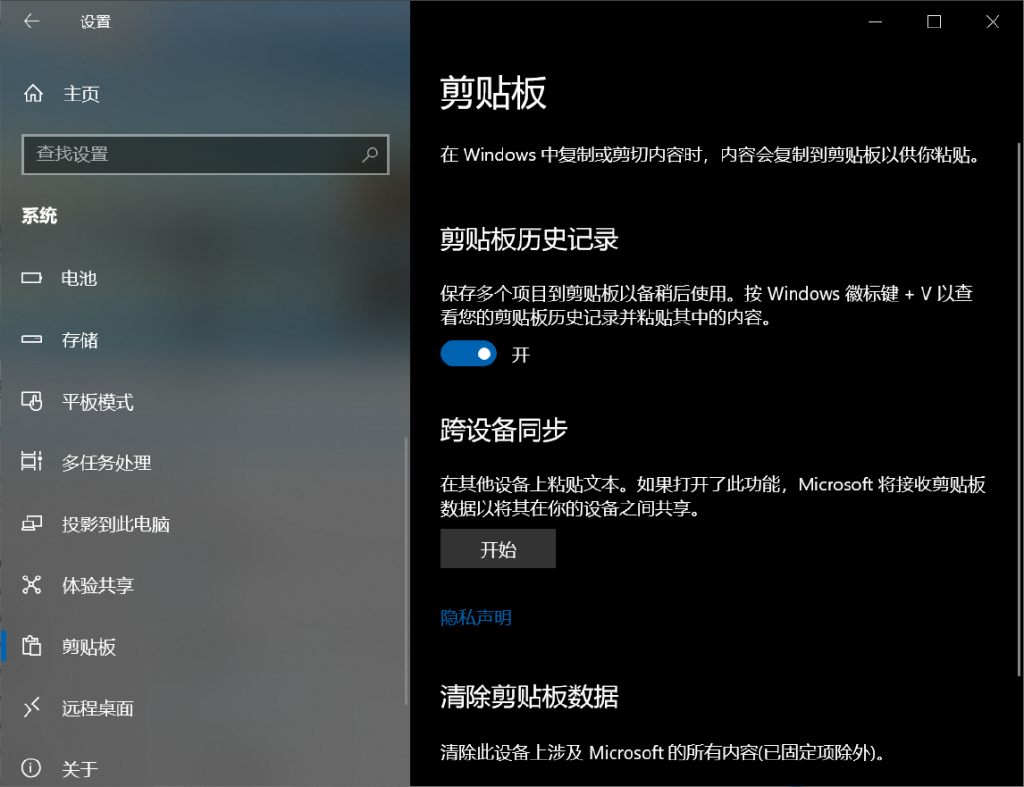 设置
主页
查找设置
系统
电池
存储
平板模式
多任务处理
投影到此电脑
体验共享
剪贴板
远程桌面
关于
剪贴板
在 Windows 中复制或剪切内容时，内容会复制到剪贴板以供你粘贴。
剪贴板历史记录
保存多个项目到剪贴板以备稍后使用。按 Windows 徽标键 + V 以查
看您的剪贴板历史记录并粘贴其中的内容。
开
跨设备同步
在其他设备上粘贴文本。如果打开了此功能，Microsoft 将接收剪贴板
数据以将其在你的设备之间共享。
开始
隐私声明
清除剪贴板数据
清除此设备上涉及 Microsoft 的所有内容(已固定项除外)。